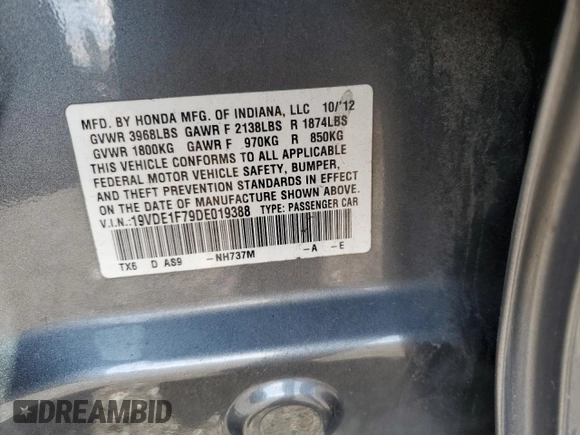 MFD. BY HONDA MFG. OF INDIANA, LLC 10/'12
GVWR 3968LBS GAWR F 2138LBS R 1874LBS
GVWR 1800KG GAWR F 970KG R 850KG
THIS VEHICLE CONFORMS TO ALL APPLICABLE
FEDERAL MOTOR VEHICLE SAFETY, BUMPER,
AND THEFT PREVENTION STANDARDS IN EFFECT
ON THE DATE OF MANUFACTURE SHOWN ABOVE.
V.I.N.:19VDE1F79DE019388 TYPE: PASSENGER CAR
TX6 D AS9 -NH737M -A -E
DREAMBID